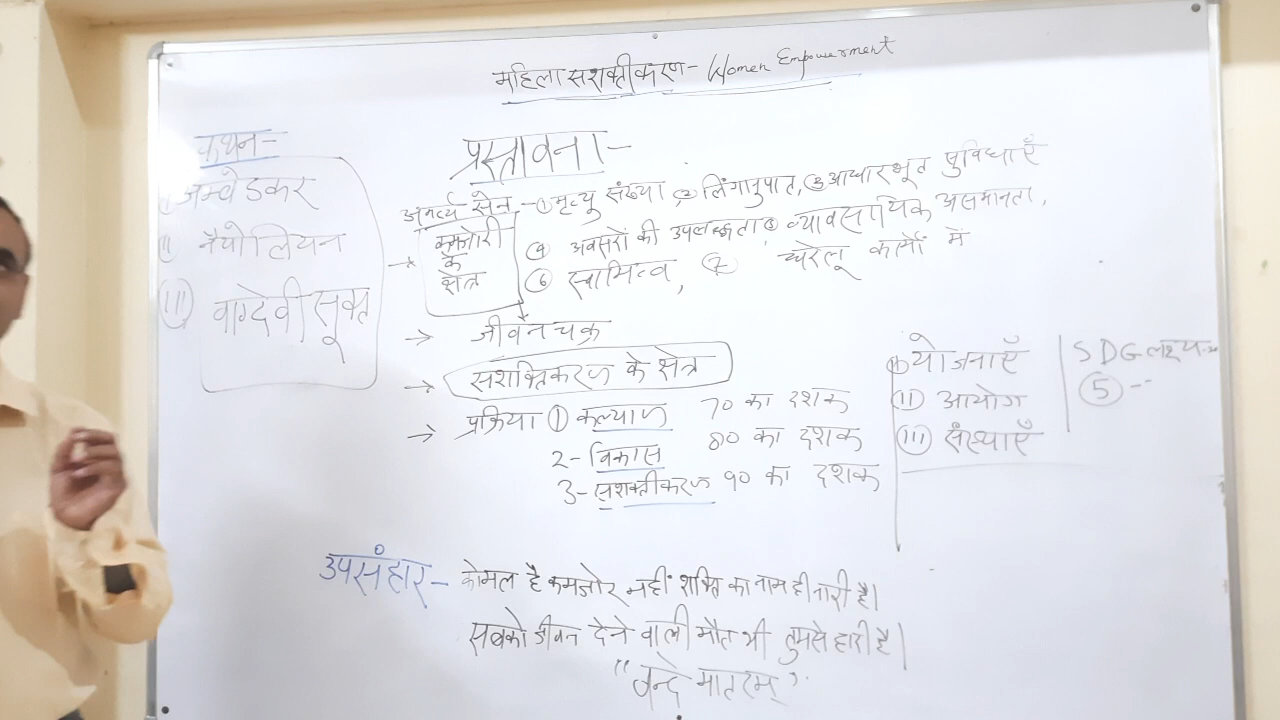 महिला सशक्तीकरण- Women Empowerment
कथन-
अम्बेडकर
II नैपोलियन
III वाग्देवी सूक्त
प्रस्तावना-
अमर्त्य सेन - ① मृत्यु संख्या, ② लिंगानुपात, ③ आधारभूत सुविधाएँ
कमजोरी के क्षेत्र
④ अवसरों की उपलब्धता ⑤ व्यावसायिक असमानता,
⑥ स्वामित्व, ⑦ घरेलू कार्यों में
→ जीवन चक्र
→ सशक्तिकरण के क्षेत्र
→ प्रक्रिया ① कल्याण 70 का दशक
2- विकास 80 का दशक
3- सशक्तीकरण 90 का दशक
(I) योजनाएँ
(II) आयोग
(III) संस्थाएँ
SDG लक्ष्य-
⑤ --
उपसंहार- कोमल है कमजोर नहीं शक्ति का नाम ही नारी है।
सबको जीवन देने वाली मौत भी तुमसे हारी है।
"वन्दे मातरम्"